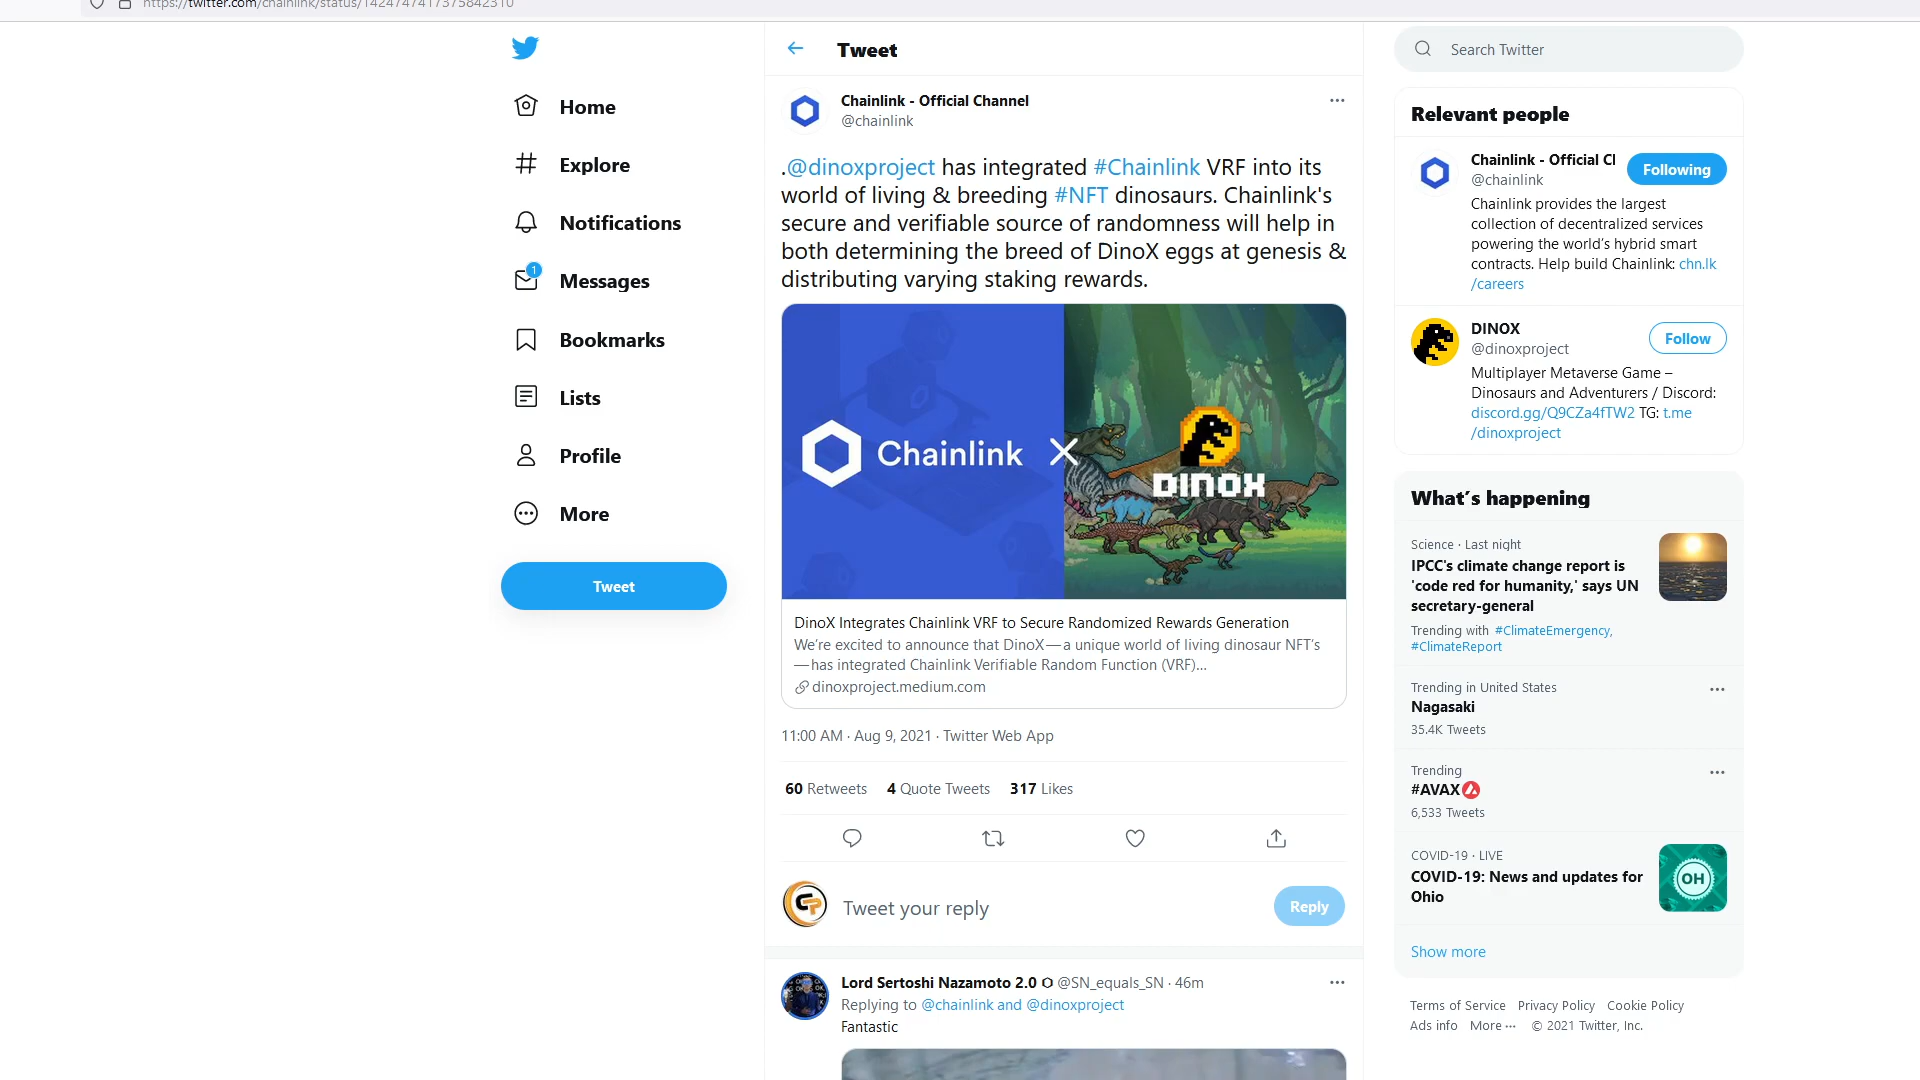 https://twitter.com/chainlink/status/1424747417375842310
Home
Explore
Notifications
1
Messages
Bookmarks
Lists
Profile
More
Tweet
Tweet
Chainlink - Official Channel
@chainlink
.@dinoxproject has integrated #Chainlink VRF into its
world of living & breeding #NFT dinosaurs. Chainlink's
secure and verifiable source of randomness will help in
both determining the breed of DinoX eggs at genesis &
distributing varying staking rewards.
Chainlink
DINOX
DinoX Integrates Chainlink VRF to Secure Randomized Rewards Generation
We're excited to announce that DinoX — a unique world of living dinosaur NFT's
— has integrated Chainlink Verifiable Random Function (VRF)...
dinoxproject.medium.com
11:00 AM · Aug 9, 2021 · Twitter Web App
60 Retweets 4 Quote Tweets 317 Likes
Tweet your reply
Reply
Lord Sertoshi Nazamoto 2.0 @SN_equals_SN · 46m
Replying to @chainlink and @dinoxproject
Fantastic
Search Twitter
Relevant people
Chainlink - Official Cl
@chainlink
Following
Chainlink provides the largest
collection of decentralized services
powering the world's hybrid smart
contracts. Help build Chainlink: chn.lk
/careers
DINOX
@dinoxproject
Follow
Multiplayer Metaverse Game –
Dinosaurs and Adventurers / Discord:
discord.gg/Q9CZa4fTW2 TG: t.me
/dinoxproject
What's happening
Science · Last night
IPCC's climate change report is
'code red for humanity,' says UN
secretary-general
Trending with #ClimateEmergency,
#ClimateReport
Trending in United States
Nagasaki
35.4K Tweets
Trending
#AVAX
6,533 Tweets
COVID-19 · LIVE
COVID-19: News and updates for
Ohio
OH
Show more
Terms of Service Privacy Policy Cookie Policy
Ads info More ··· © 2021 Twitter, Inc.